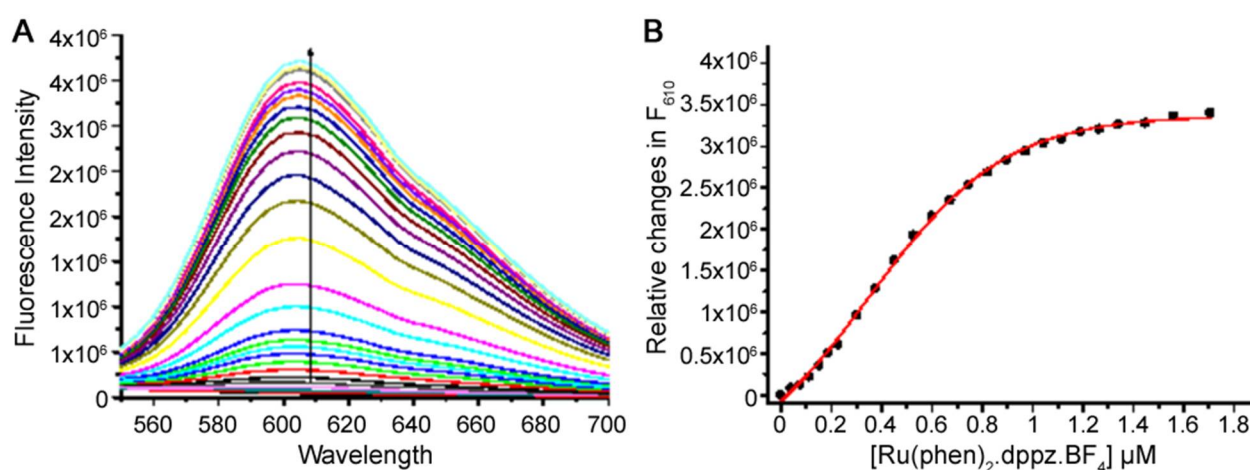 A
Fluorescence Intensity
4x10⁶
4x10⁶
3x10⁶
2x10⁶
2x10⁶
1x10⁶
1x10⁶
1x10⁶
0
560 580 600 620 640 660 680 700
Wavelength
B
Relative changes in F₆₁₀
4x10⁶
3.5x10⁶
3x10⁶
2.5x10⁶
2x10⁶
1.5x10⁶
1x10⁶
0.5x10⁶
0
0 0.2 0.4 0.6 0.8 1 1.2 1.4 1.6 1.8
[Ru(phen)₂.dppz.BF₄] µM